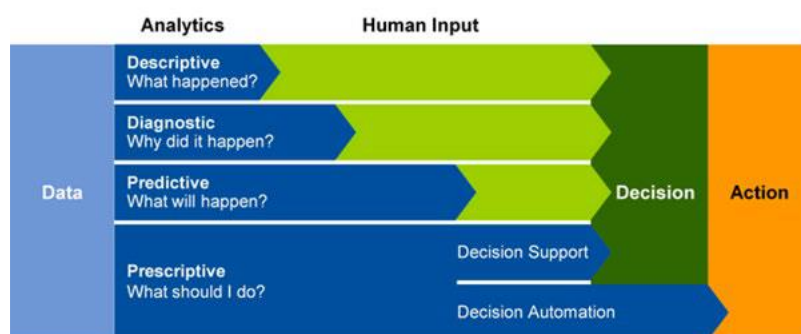 Analytics
Human Input
Descriptive
What happened?
Diagnostic
Why did it happen?
Data
Predictive
What will happen?
Decision
Action
Decision Support
Prescriptive
What should I do?
Decision Automation